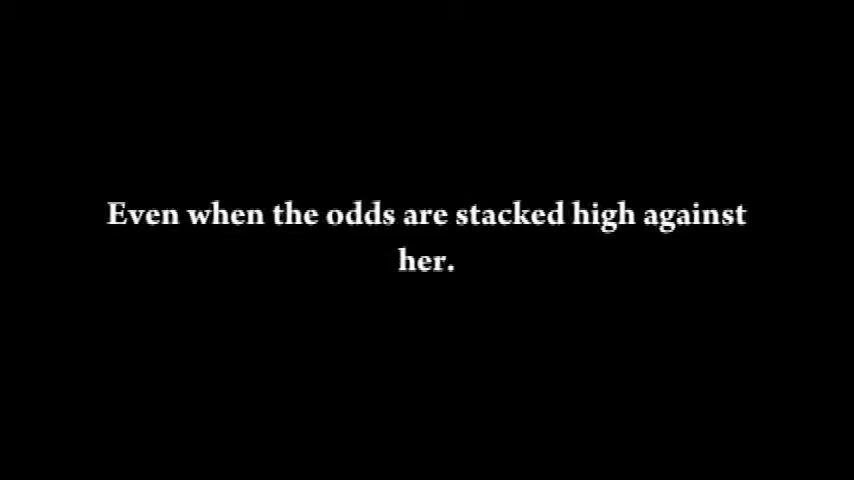 Even when the odds are stacked high against
her.